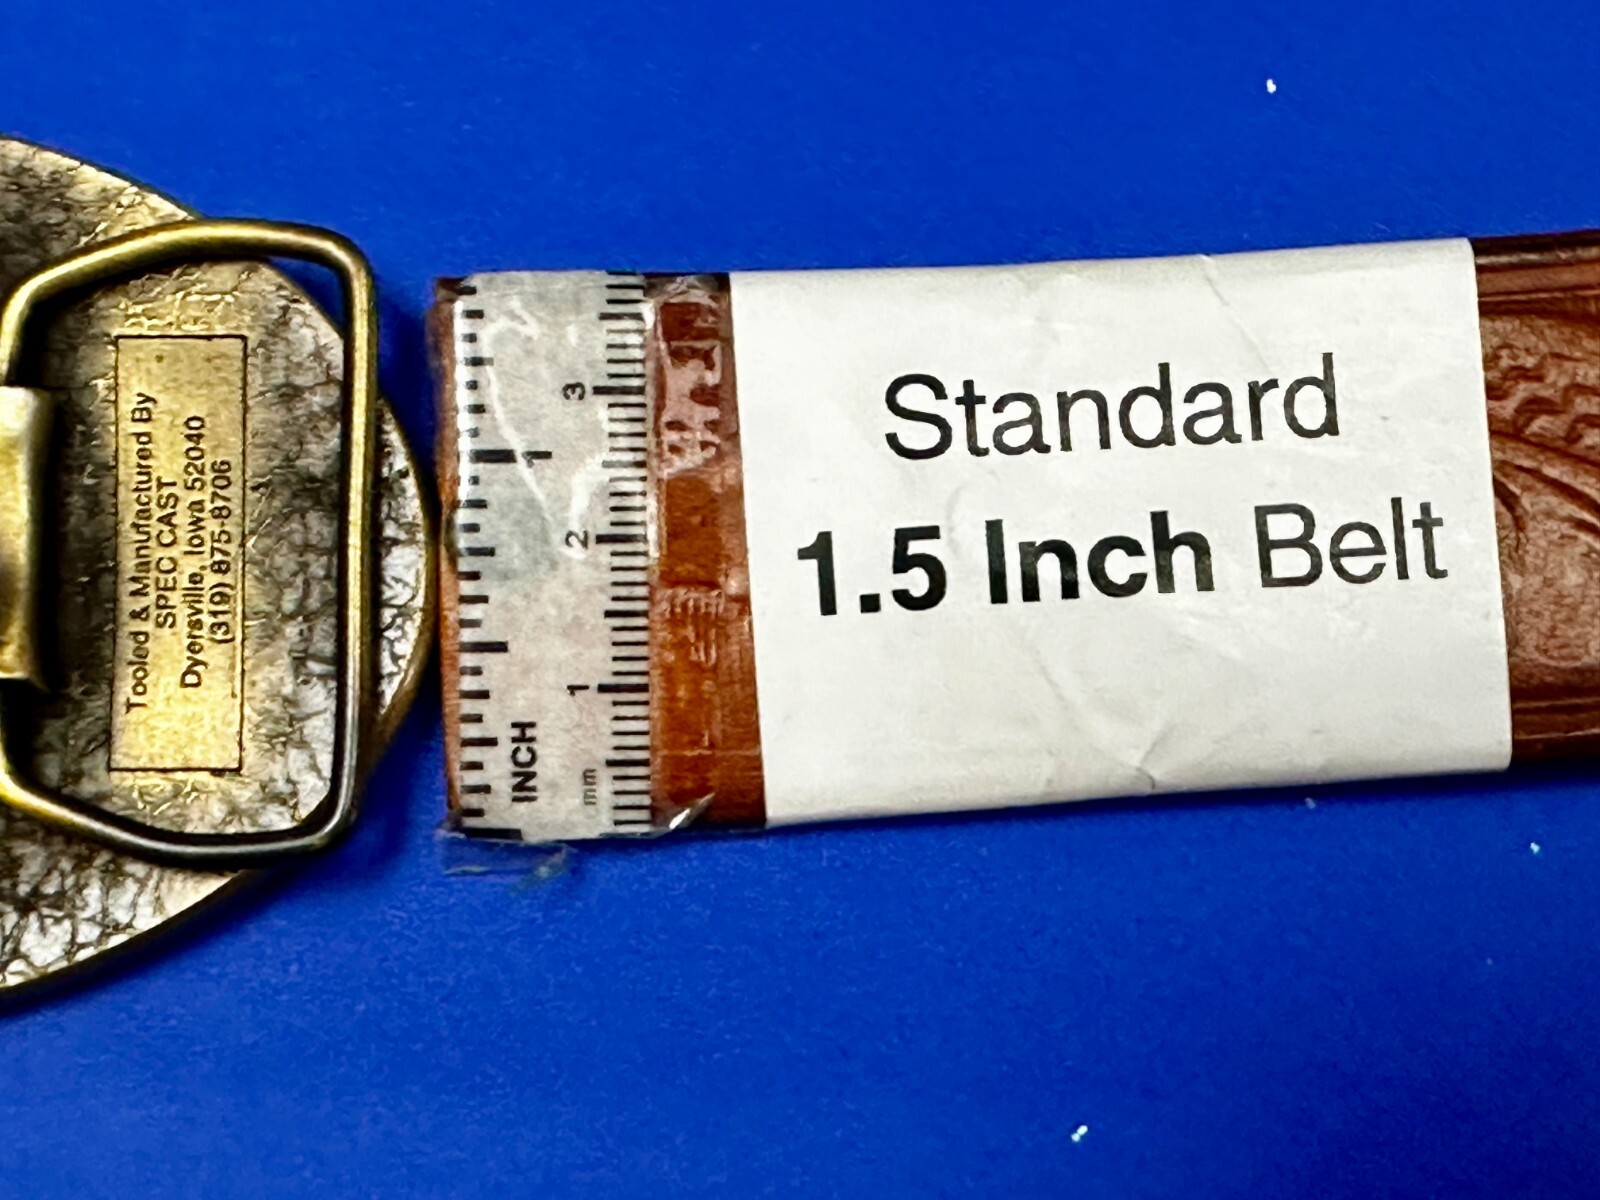 Tooled & Manufactured By
SPEC CAST
Dyersville, Iowa 52040
(319) 875-8706
INCH
1
mm
1
2
3
Standard
1.5 Inch Belt